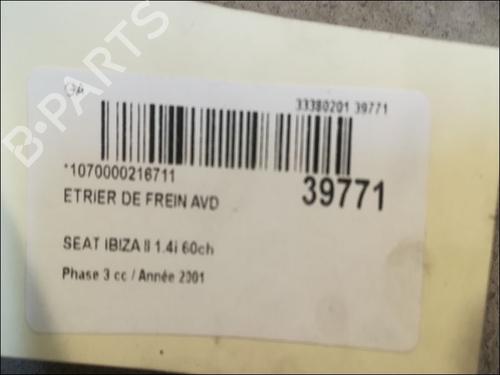 B-PARTS
33380201 39771
*1070000216711
39771
ETRIER DE FREIN AVD
SEAT IBIZA II 1.4i 60ch
Phase 3 cc / Année 2001